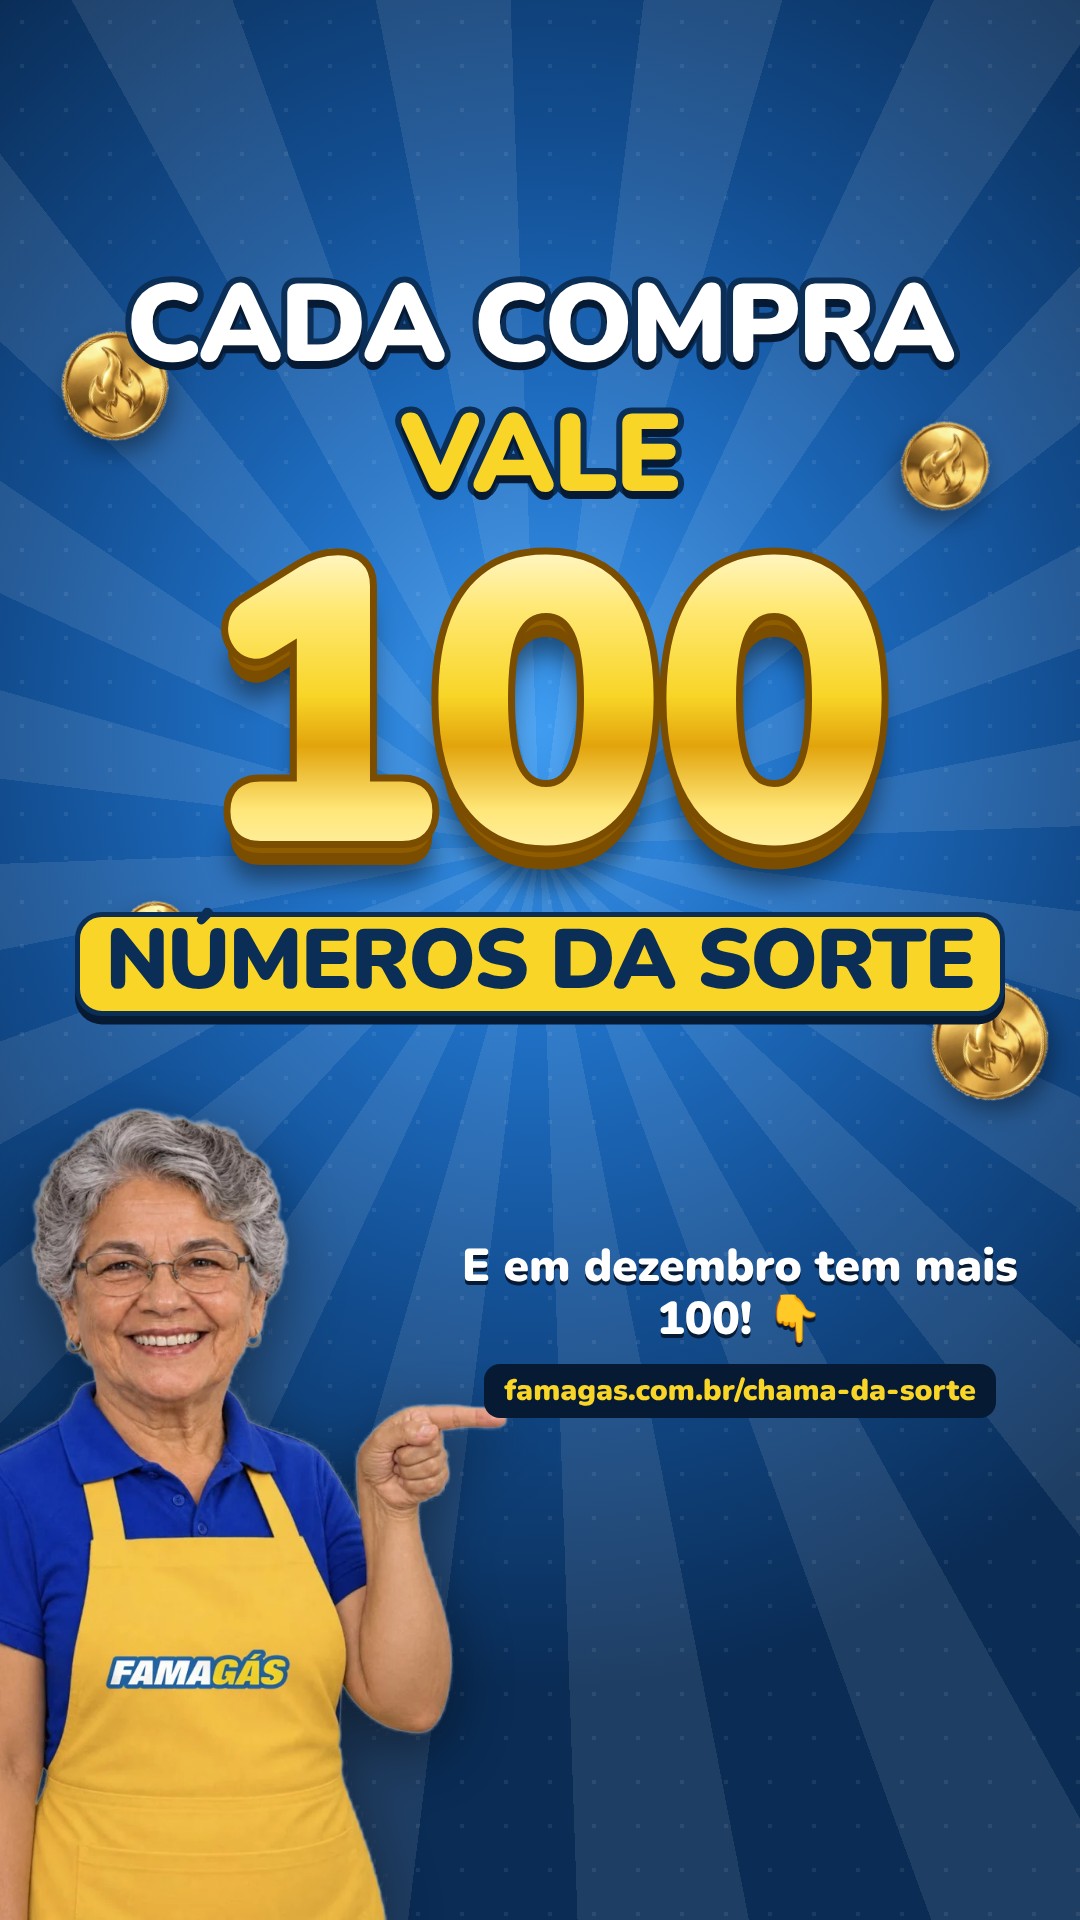 CADA COMPRA
VALE
100
NÚMEROS DA SORTE
E em dezembro tem mais
100! 👇
famagas.com.br/chama-da-sorte
FAMAGÁS